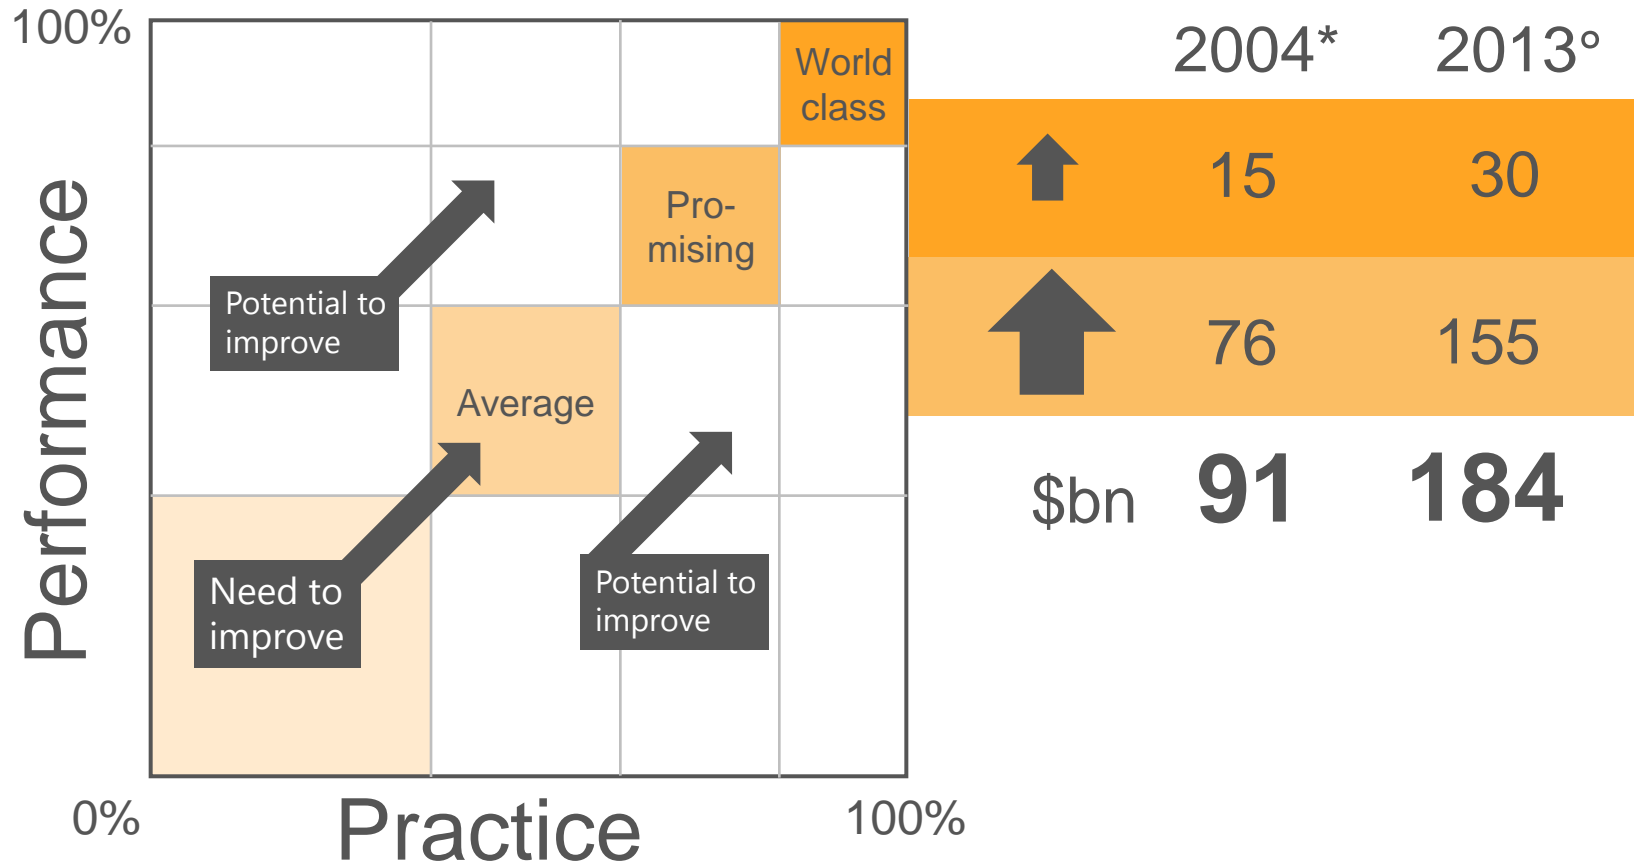 100%
Performance
World
class
Pro-
mising
Potential to
improve
Average
Need to
improve
Potential to
improve
0%
Practice
100%
2004* 2013°
15 30
76 155
$bn 91 184